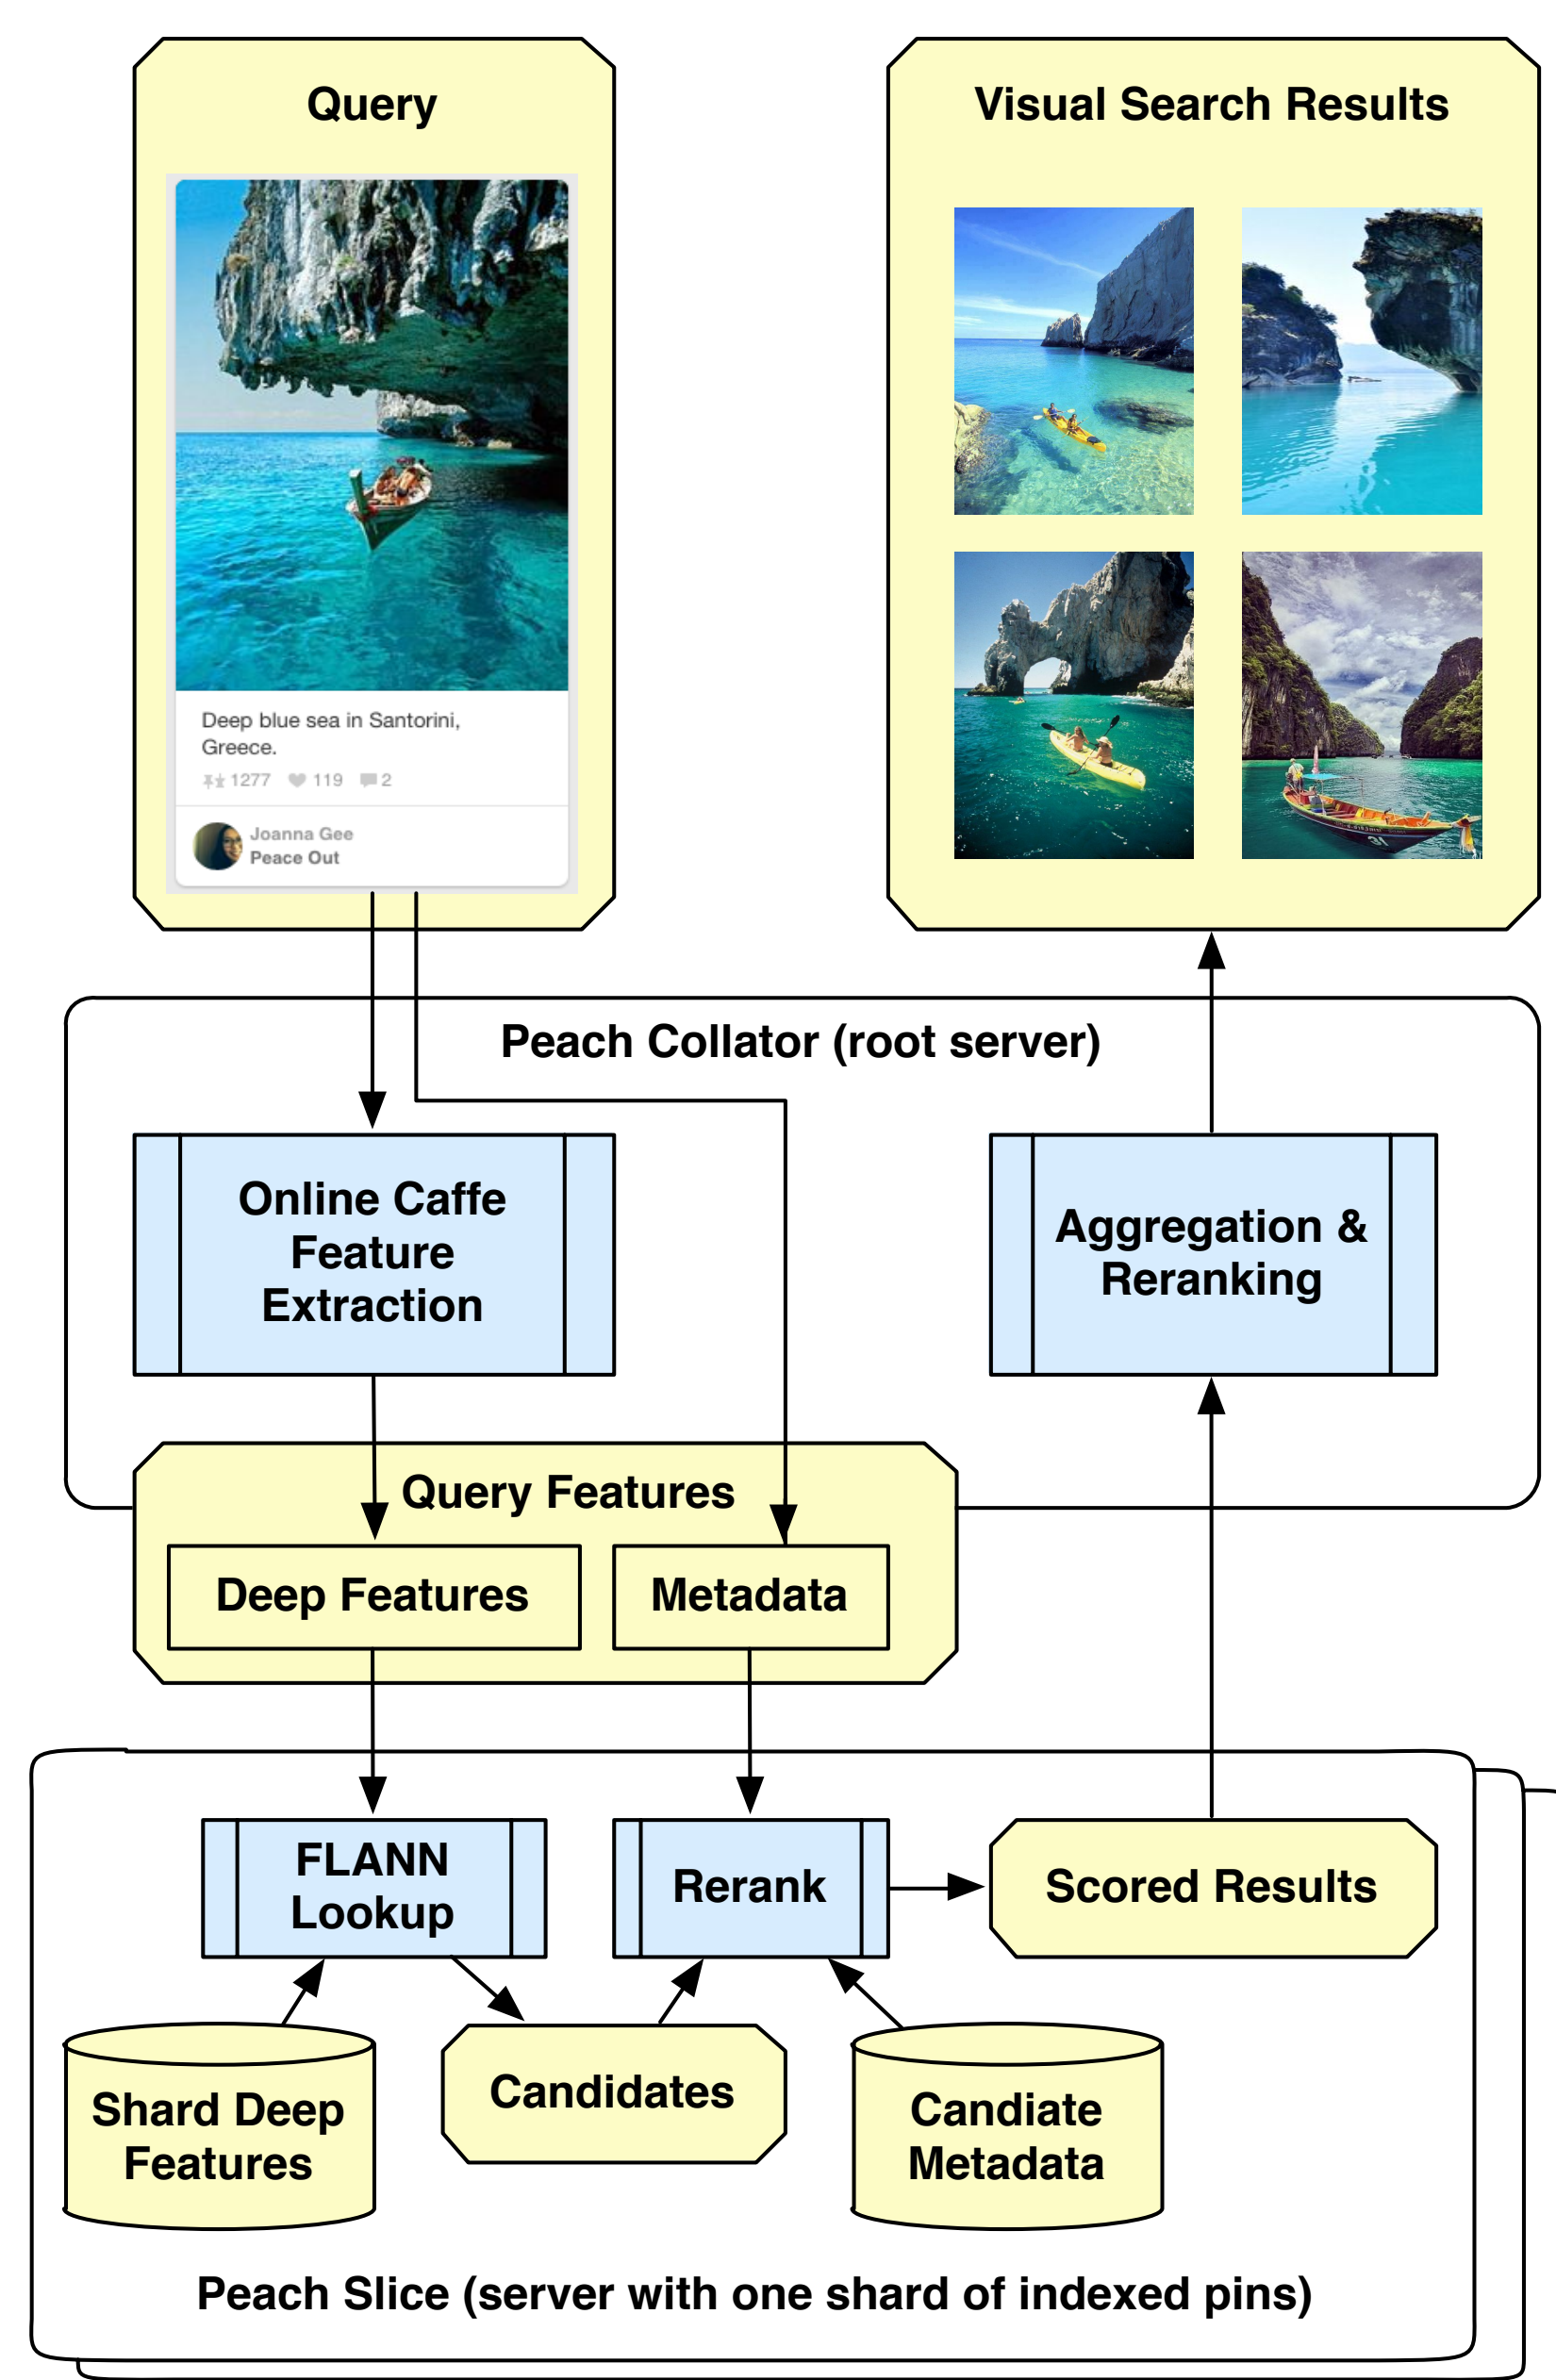 Query
Deep blue sea in Santorini,
Greece.
1277 119 2
Joanna Gee
Peace Out
Visual Search Results
31
Peach Collator (root server)
Online Caffe
Feature
Extraction
Aggregation &
Reranking
Query Features
Deep Features
Metadata
FLANN
Lookup
Rerank
Scored Results
Shard Deep
Features
Candidates
Candiate
Metadata
Peach Slice (server with one shard of indexed pins)